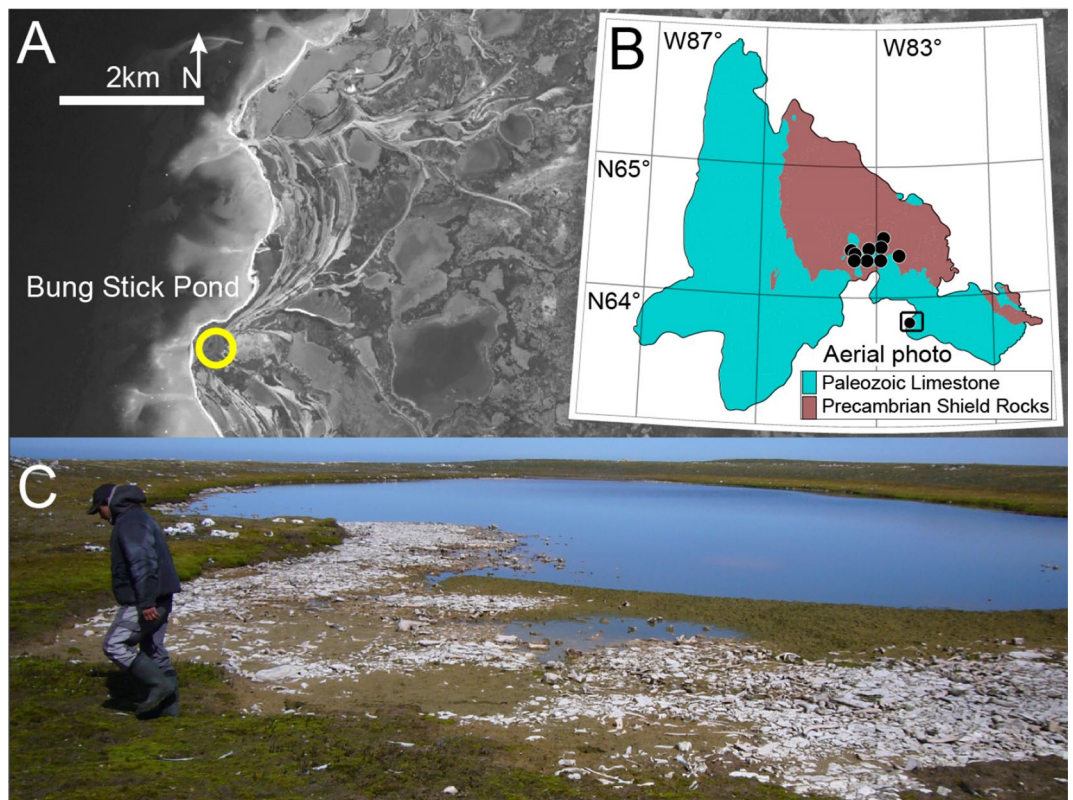 A
2km N
Bung Stick Pond
B
W87°
W83°
N65°
N64°
Aerial photo
Paleozoic Limestone
Precambrian Shield Rocks
C